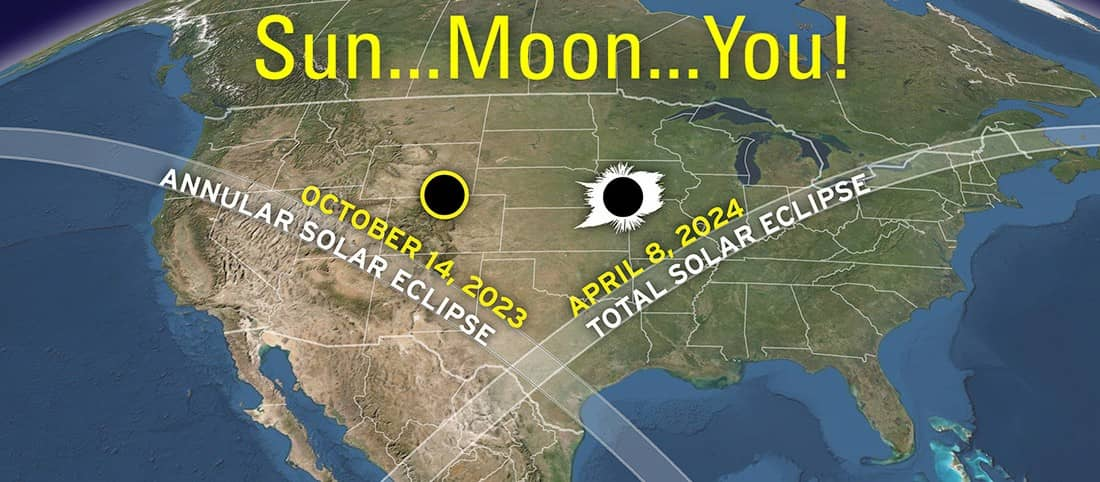 Sun...Moon...You!
OCTOBER 14, 2023
ANNULAR SOLAR ECLIPSE
APRIL 8, 2024
TOTAL SOLAR ECLIPSE